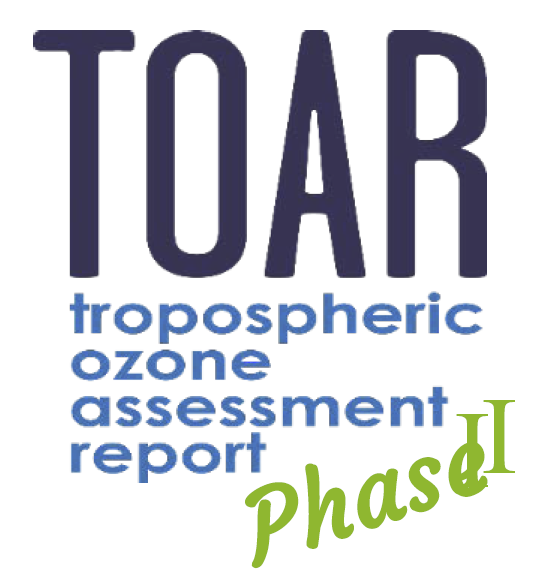 TOAR
tropospheric
ozone
assessment
report
Phase II